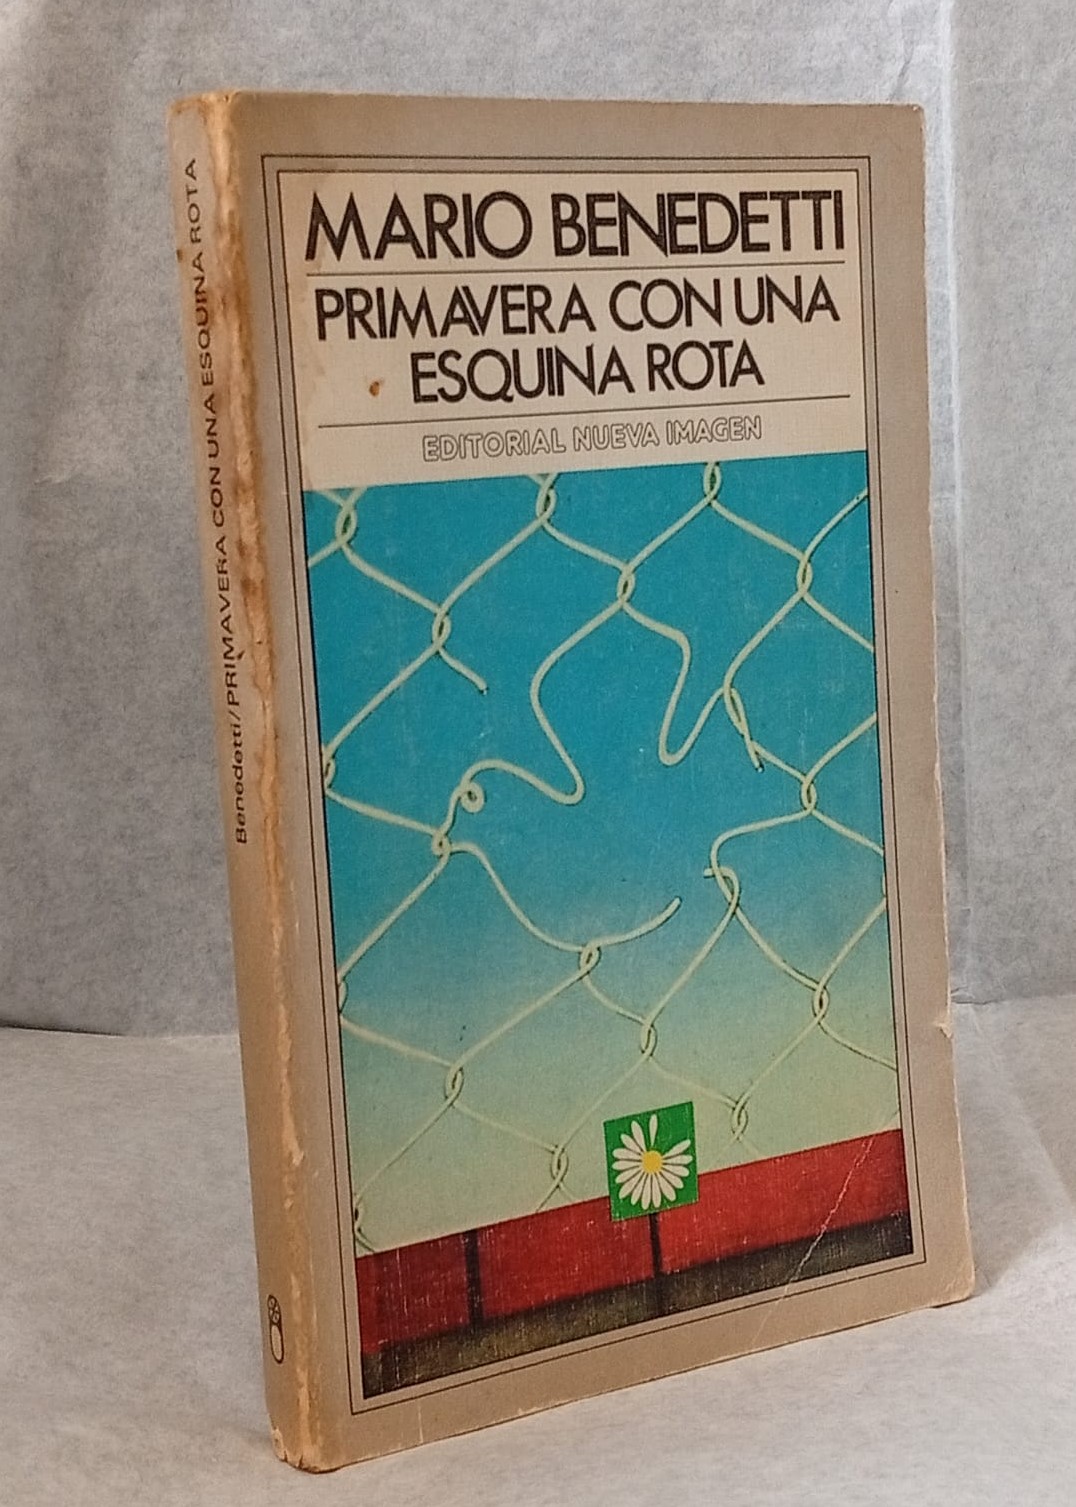 MARIO BENEDETTI
PRIMAVERA CON UNA
ESQUINA ROTA
EDITORIAL NUEVA IMAGEN
Benedetti/PRIMAVERA CON UNA ESQUINA ROTA